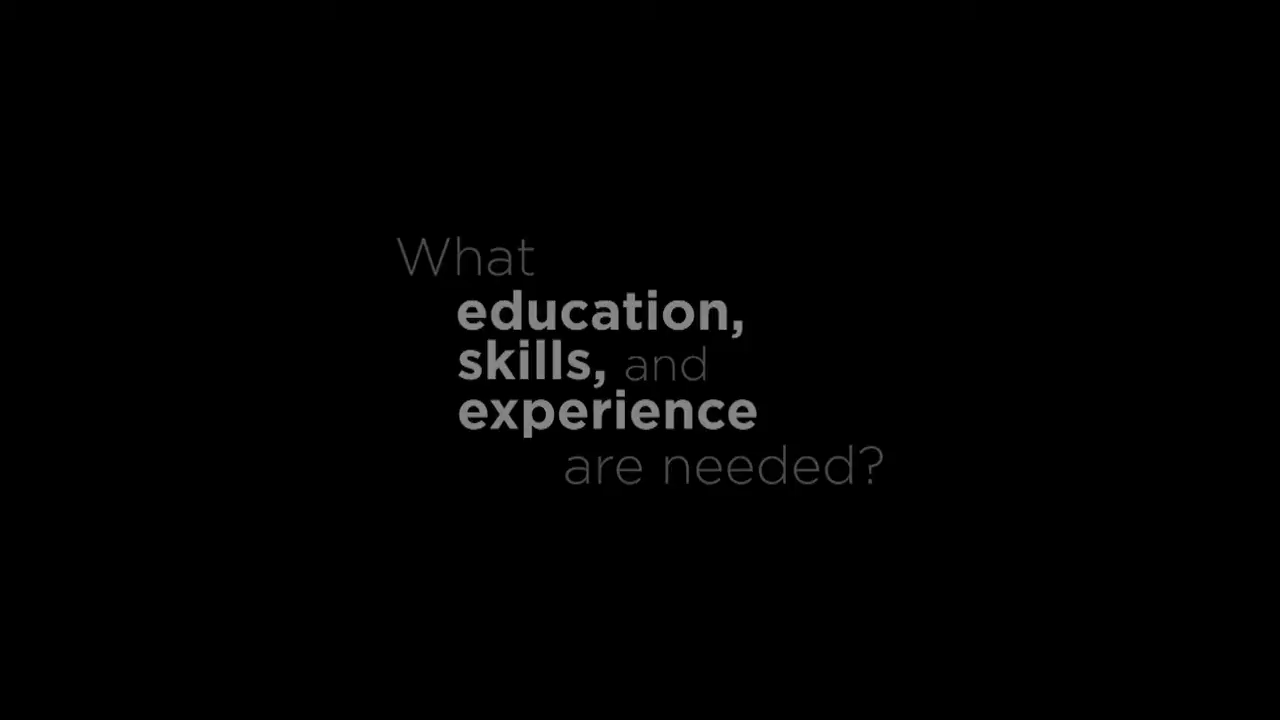 What
education,
skills, and
experience
are needed?